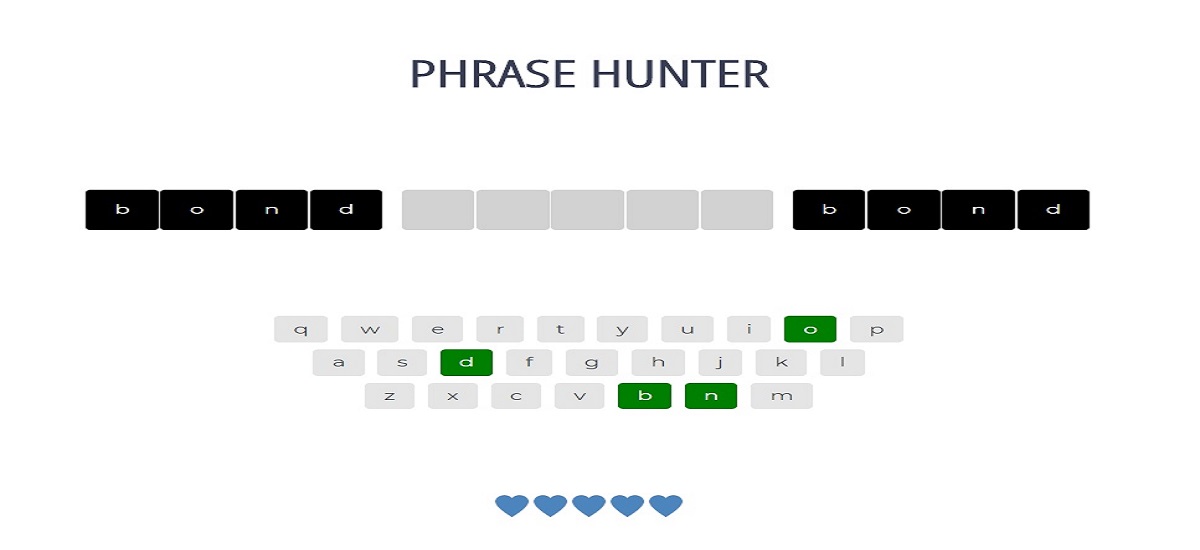 PHRASE HUNTER
b o n d b o n d
q w e r t y u i o p
a s d f g h j k l
z x c v b n m